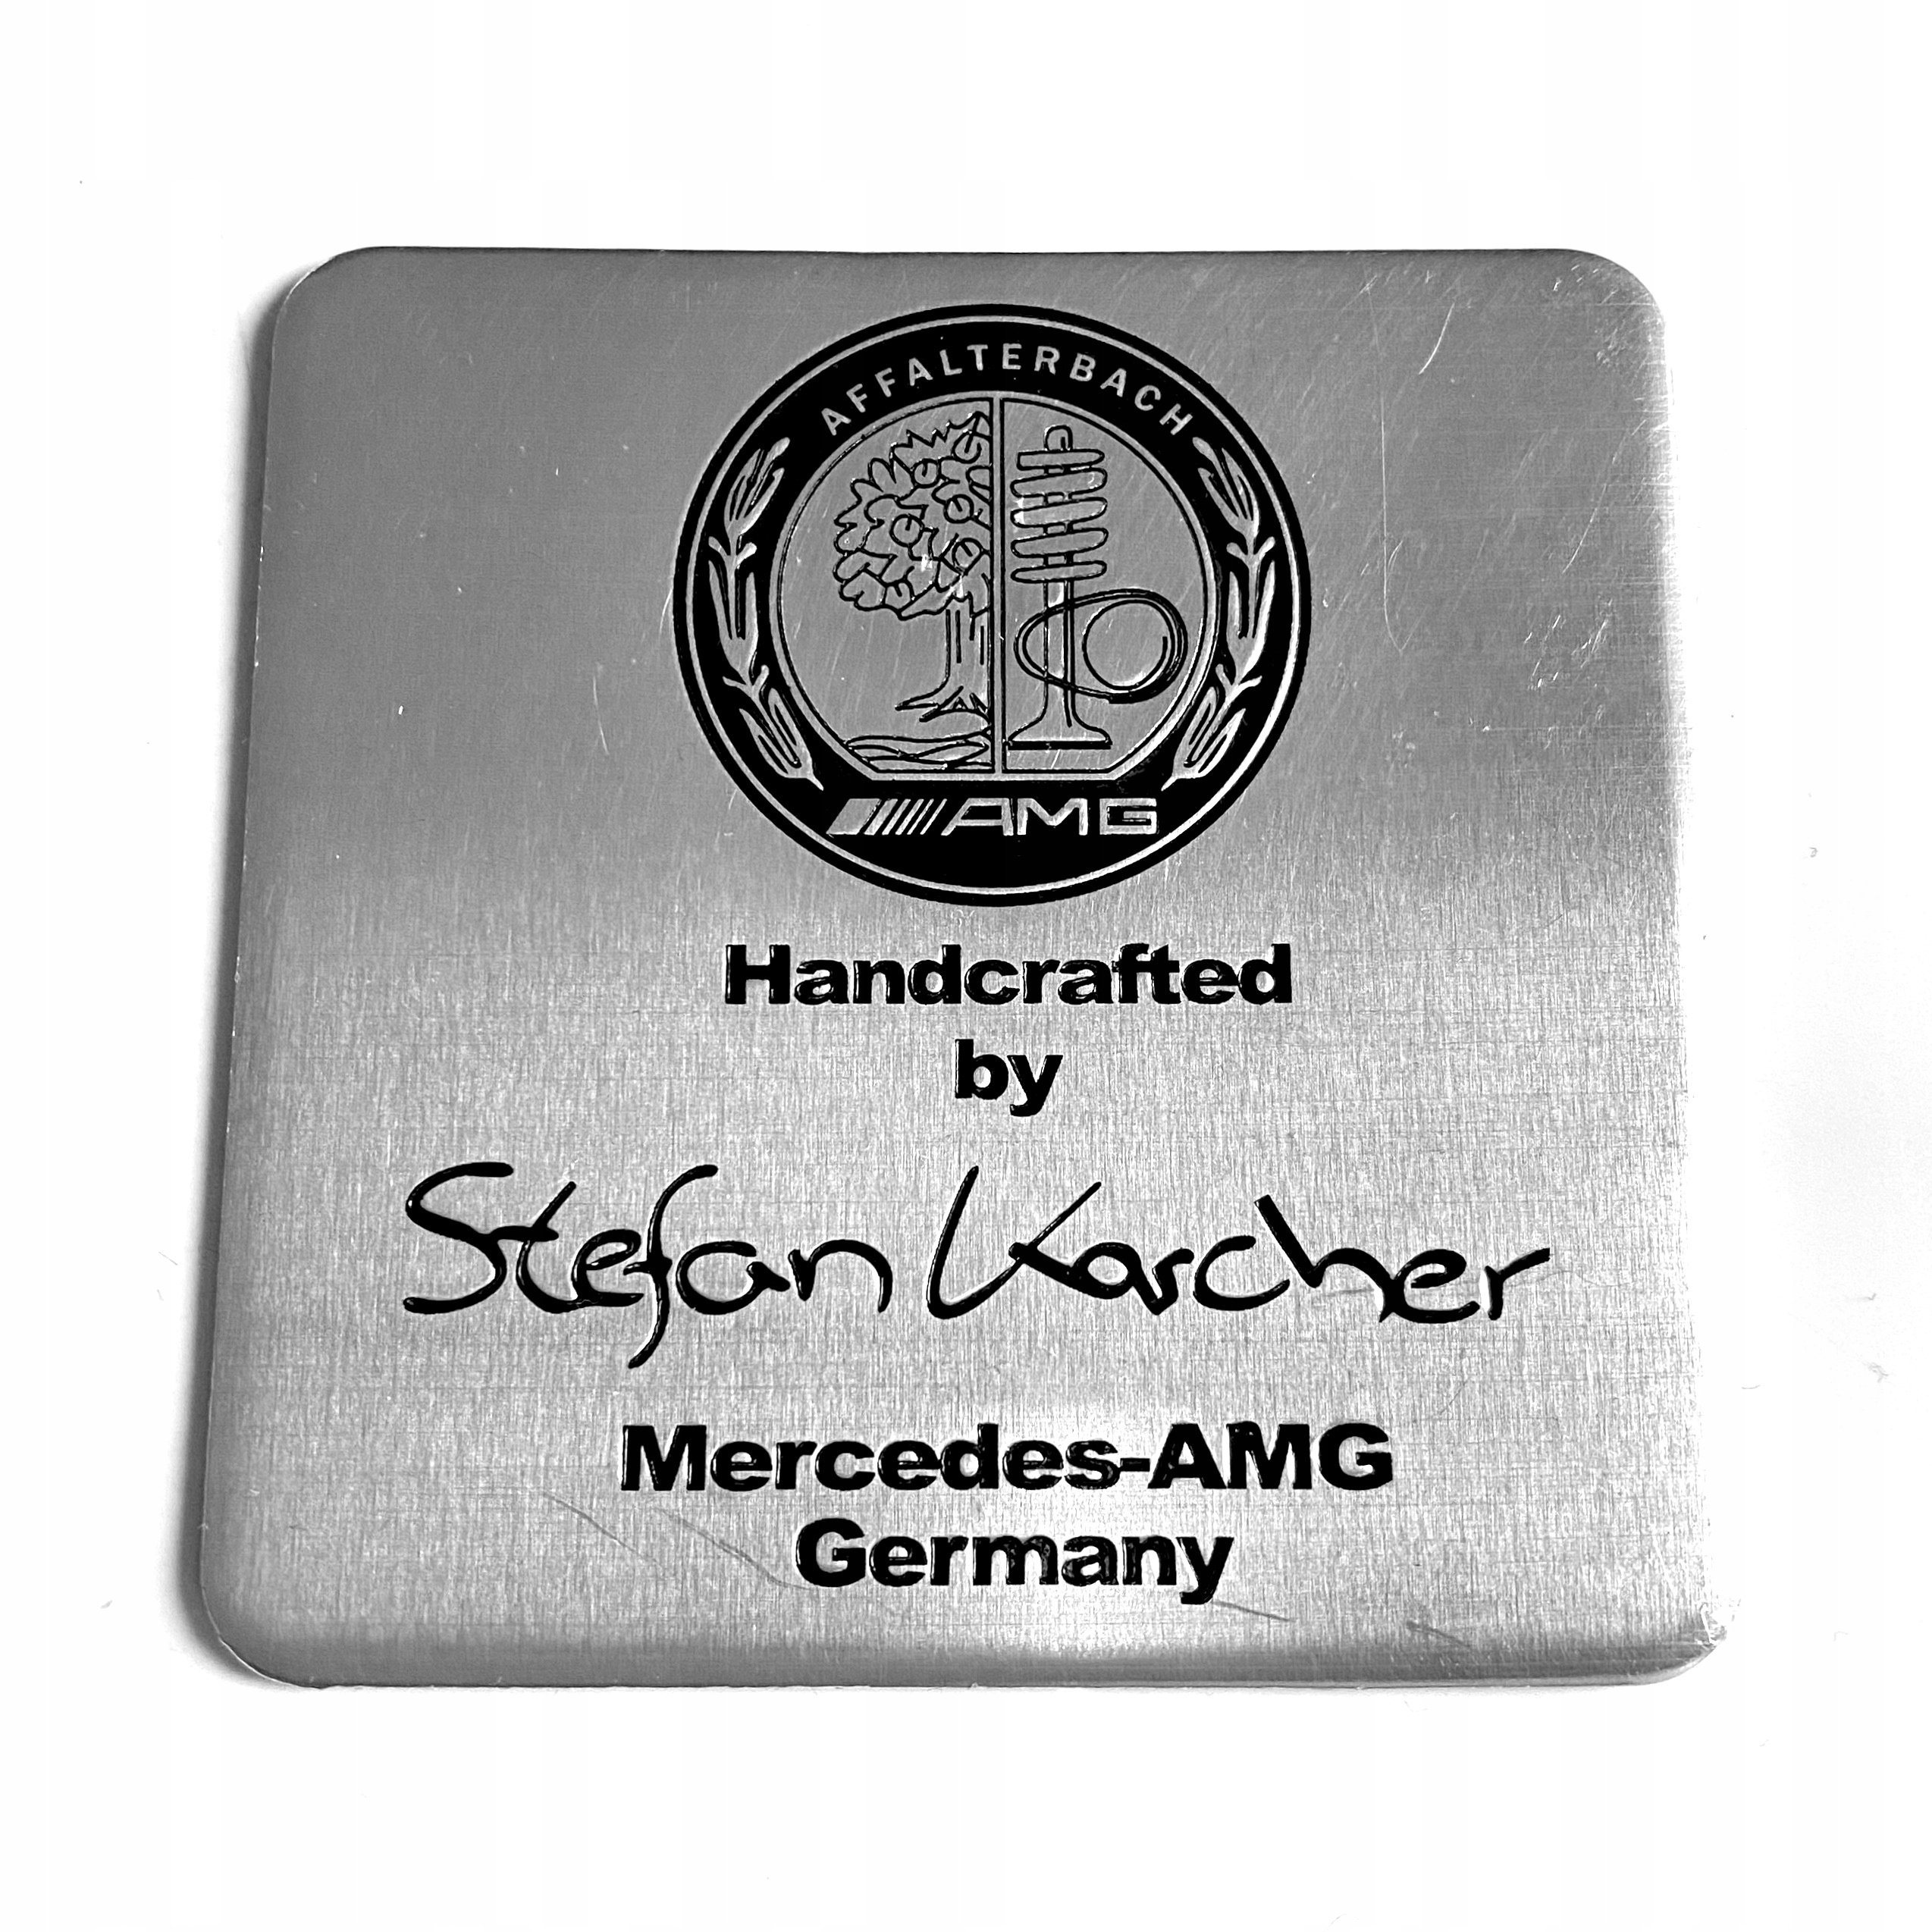 AFFALTERBACH
AMG
Handcrafted
by
Stefan Karcher
Mercedes-AMG
Germany